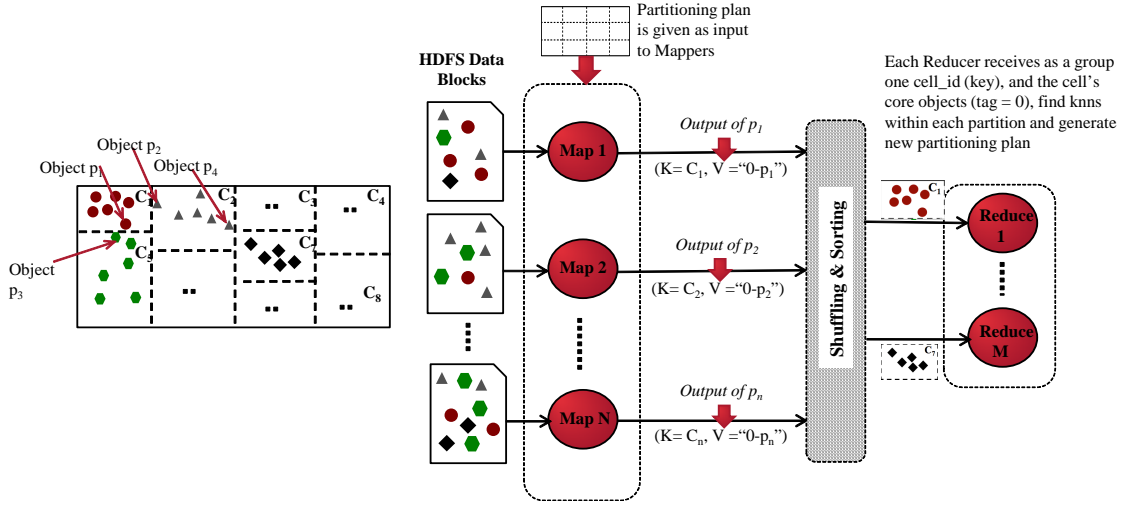 Partitioning plan
is given as input
to Mappers
HDFS Data
Blocks
Each Reducer receives as a group
one cell_id (key), and the cell's
core objects (tag = 0), find knns
within each partition and generate
new partitioning plan
Object p2
Object p1
Object p4
C2
C3
C4
C7
C8
Object
p3
Map 1
Map 2
Map N
Output of p1
(K= C1, V ="0-p1")
Output of p2
(K= C2, V ="0-p2")
Output of pn
(K= Cn, V ="0-pn")
Shuffling & Sorting
C1
C7
Reduce
1
Reduce
M